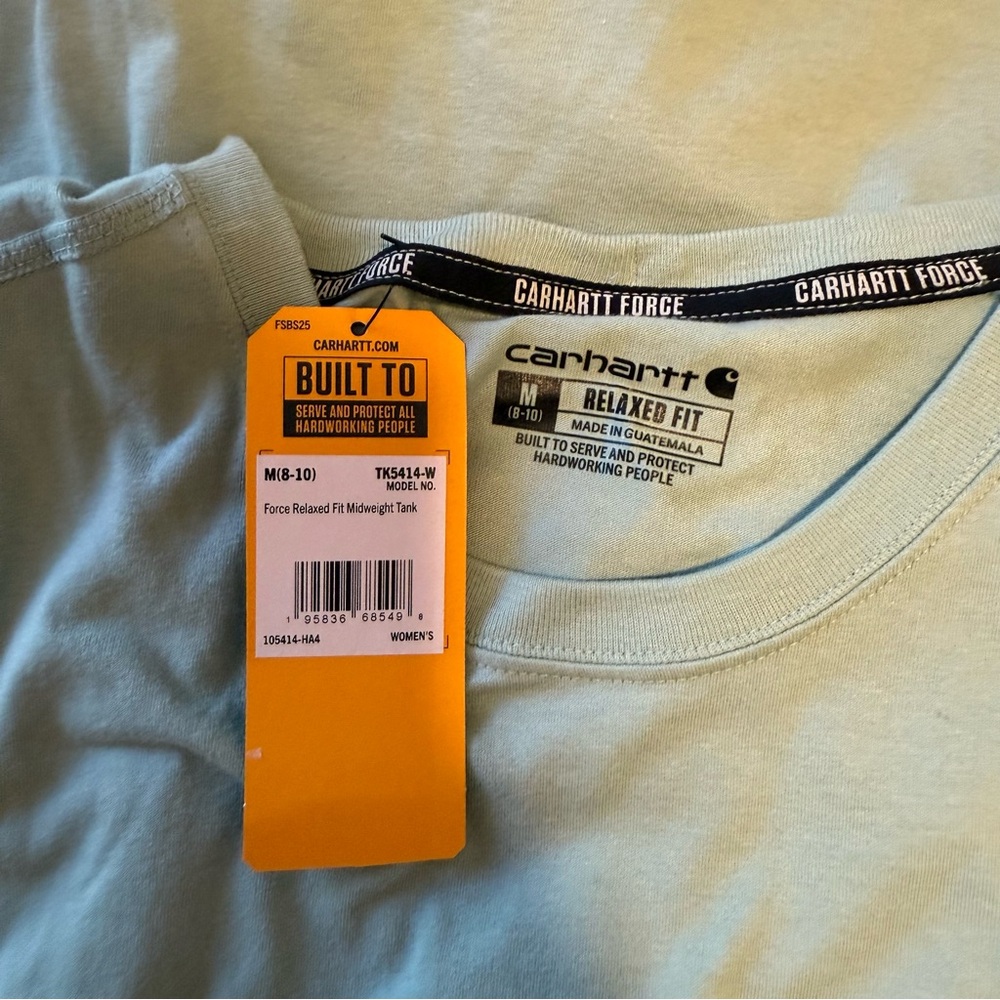 CARHARTT FORCE
CARHARTT FORCE
CARHARTT FORCE
carhartt
M
(8-10)
RELAXED FIT
MADE IN GUATEMALA
BUILT TO SERVE AND PROTECT
HARDWORKING PEOPLE
FSBS25
CARHARTT.COM
BUILT TO
SERVE AND PROTECT ALL
HARDWORKING PEOPLE
M(8-10) TK5414-W
MODEL NO.
Force Relaxed Fit Midweight Tank
1 95836 68549 8
105414-HA4 WOMEN'S